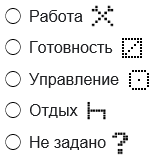 Работа
Готовность
Управление
Отдых
Не задано ?